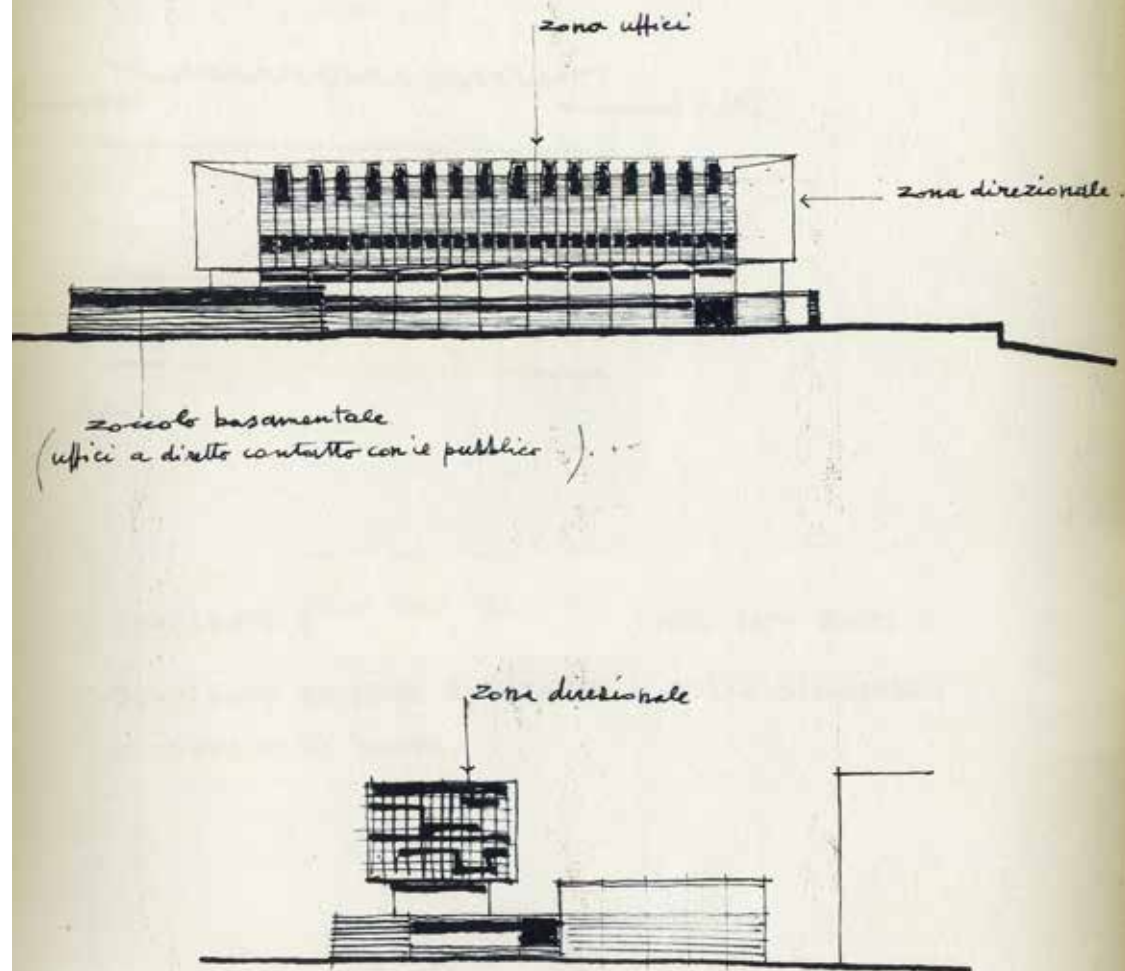 zona uffici
zona direzionale.
zoccolo basamentale
(uffici a diretto contatto con il pubblico).
zona direzionale